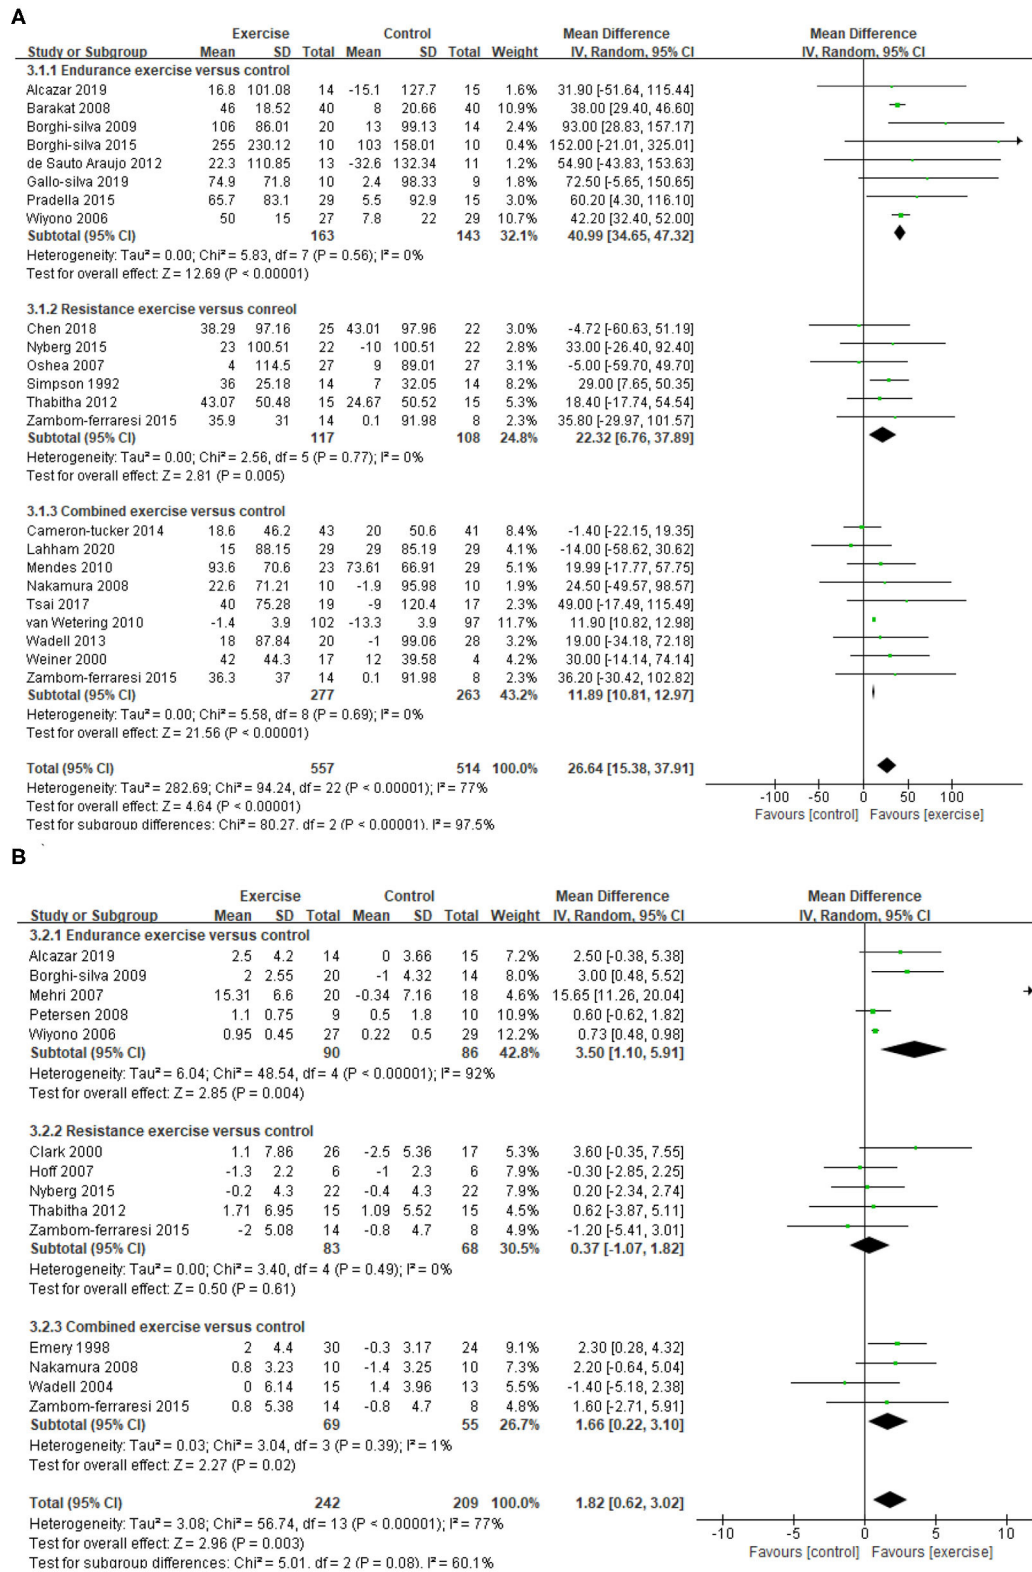 A
Exercise Control Mean Difference Mean Difference
Study or Subgroup Mean SD Total Mean SD Total Weight IV, Random, 95% CI IV, Random, 95% CI
3.1.1 Endurance exercise versus control
Alcazar 2019 16.8 101.08 14 -15.1 127.7 15 1.6% 31.90 [-51.64, 115.44]
Barakat 2008 46 18.52 40 8 20.66 40 10.9% 38.00 [29.40, 46.60]
Borghi-silva 2009 106 86.01 20 13 99.13 14 2.4% 93.00 [28.83, 157.17]
Borghi-silva 2015 255 230.12 10 103 158.01 10 0.4% 152.00 [-21.01, 325.01]
de Sauto Araujo 2012 22.3 110.85 13 -32.6 132.34 11 1.2% 54.90 [-43.83, 153.63]
Gallo-silva 2019 74.9 71.8 10 2.4 98.33 9 1.8% 72.50 [-5.65, 150.65]
Pradella 2015 65.7 83.1 29 5.5 92.9 15 3.0% 60.20 [4.30, 116.10]
Wiyono 2006 50 15 27 7.8 22 29 10.7% 42.20 [32.40, 52.00]
Subtotal (95% CI) 163 143 32.1% 40.99 [34.65, 47.32]
Heterogeneity: Tau² = 0.00; Chi² = 5.83, df = 7 (P = 0.56); I² = 0%
Test for overall effect: Z = 12.69 (P < 0.00001)
3.1.2 Resistance exercise versus conreol
Chen 2018 38.29 97.16 25 43.01 97.96 22 3.0% -4.72 [-60.63, 51.19]
Nyberg 2015 23 100.51 22 -10 100.51 22 2.8% 33.00 [-26.40, 92.40]
Oshea 2007 4 114.5 27 9 89.01 27 3.1% -5.00 [-59.70, 49.70]
Simpson 1992 36 25.18 14 7 32.05 14 8.2% 29.00 [7.65, 50.35]
Thabitha 2012 43.07 50.48 15 24.67 50.52 15 5.5% 18.40 [-17.74, 54.54]
Zambom-ferraresi 2015 35.9 31 14 0.1 91.98 8 2.3% 35.80 [-29.97, 101.57]
Subtotal (95% CI) 117 108 24.8% 22.32 [6.76, 37.89]
Heterogeneity: Tau² = 0.00; Chi² = 2.56, df = 5 (P = 0.77); I² = 0%
Test for overall effect: Z = 2.81 (P = 0.005)
3.1.3 Combined exercise versus control
Cameron-tucker 2014 18.6 46.2 43 20 50.6 41 8.4% -1.40 [-22.15, 19.35]
Lahham 2020 15 88.15 29 29 85.19 29 4.1% -14.00 [-58.62, 30.62]
Mendes 2010 93.6 70.6 23 73.61 66.91 29 5.1% 19.99 [-17.77, 57.75]
Nakamura 2008 22.6 71.21 10 -1.9 95.98 10 2.0% 24.50 [-49.57, 98.57]
Tsai 2017 40 75.28 19 -9 120.4 17 2.3% 49.00 [-17.49, 115.49]
van Wetering 2010 -1.4 3.9 102 -13.3 3.9 97 11.7% 11.90 [10.82, 12.98]
Wadell 2013 18 87.84 20 -1 99.06 28 3.2% 19.00 [-34.18, 72.18]
Weiner 2000 42 44.3 17 12 39.58 4 4.2% 30.00 [-14.14, 74.14]
Zambom-ferraresi 2015 36.3 37 14 0.1 91.98 8 2.3% 36.20 [-30.42, 102.82]
Subtotal (95% CI) 277 263 43.2% 11.89 [10.81, 12.97]
Heterogeneity: Tau² = 0.00; Chi² = 5.58, df = 8 (P = 0.69); I² = 0%
Test for overall effect: Z = 21.56 (P < 0.00001)
Total (95% CI) 557 514 100.0% 26.64 [15.38, 37.91]
Heterogeneity: Tau² = 282.69; Chi² = 94.24, df = 22 (P < 0.00001); I² = 77%
Test for overall effect: Z = 4.64 (P < 0.00001)
Test for subgroup differences: Chi² = 80.27, df = 2 (P < 0.00001), I² = 97.5%
-100 -50 0 50 100
Favours [control] Favours [exercise]
B
Exercise Control Mean Difference Mean Difference
Study or Subgroup Mean SD Total Mean SD Total Weight IV, Random, 95% CI IV, Random, 95% CI
3.2.1 Endurance exercise versus control
Alcazar 2019 2.5 4.2 14 0 3.66 15 7.2% 2.50 [-0.38, 5.38]
Borghi-silva 2009 2 2.55 20 -1 4.32 14 8.0% 3.00 [0.48, 5.52]
Mehri 2007 15.31 6.6 20 -0.34 7.16 18 4.6% 15.65 [11.26, 20.04]
Petersen 2008 1.1 0.75 9 0.5 1.8 10 10.9% 0.60 [-0.62, 1.82]
Wiyono 2006 0.95 0.45 27 0.22 0.5 29 12.2% 0.73 [0.48, 0.98]
Subtotal (95% CI) 90 86 42.8% 3.50 [1.10, 5.91]
Heterogeneity: Tau² = 6.04; Chi² = 48.54, df = 4 (P < 0.00001); I² = 92%
Test for overall effect: Z = 2.85 (P = 0.004)
3.2.2 Resistance exercise versus control
Clark 2000 1.1 7.86 26 -2.5 5.36 17 5.3% 3.60 [-0.35, 7.55]
Hoff 2007 -1.3 2.2 6 -1 2.3 6 7.9% -0.30 [-2.85, 2.25]
Nyberg 2015 -0.2 4.3 22 -0.4 4.3 22 7.9% 0.20 [-2.34, 2.74]
Thabitha 2012 1.71 6.95 15 1.09 5.52 15 4.5% 0.62 [-3.87, 5.11]
Zambom-ferraresi 2015 -2 5.08 14 -0.8 4.7 8 4.9% -1.20 [-5.41, 3.01]
Subtotal (95% CI) 83 68 30.5% 0.37 [-1.07, 1.82]
Heterogeneity: Tau² = 0.00; Chi² = 3.40, df = 4 (P = 0.49); I² = 0%
Test for overall effect: Z = 0.50 (P = 0.61)
3.2.3 Combined exercise versus control
Emery 1998 2 4.4 30 -0.3 3.17 24 9.1% 2.30 [0.28, 4.32]
Nakamura 2008 0.8 3.23 10 -1.4 3.25 10 7.3% 2.20 [-0.64, 5.04]
Wadell 2004 0 6.14 15 1.4 3.96 13 5.5% -1.40 [-5.18, 2.38]
Zambom-ferraresi 2015 0.8 5.38 14 -0.8 4.7 8 4.8% 1.60 [-2.71, 5.91]
Subtotal (95% CI) 69 55 26.7% 1.66 [0.22, 3.10]
Heterogeneity: Tau² = 0.03; Chi² = 3.04, df = 3 (P = 0.39); I² = 1%
Test for overall effect: Z = 2.27 (P = 0.02)
Total (95% CI) 242 209 100.0% 1.82 [0.62, 3.02]
Heterogeneity: Tau² = 3.08; Chi² = 56.74, df = 13 (P < 0.00001); I² = 77%
Test for overall effect: Z = 2.96 (P = 0.003)
Test for subgroup differences: Chi² = 5.01, df = 2 (P = 0.08), I² = 60.1%
-10 -5 0 5 10
Favours [control] Favours [exercise]